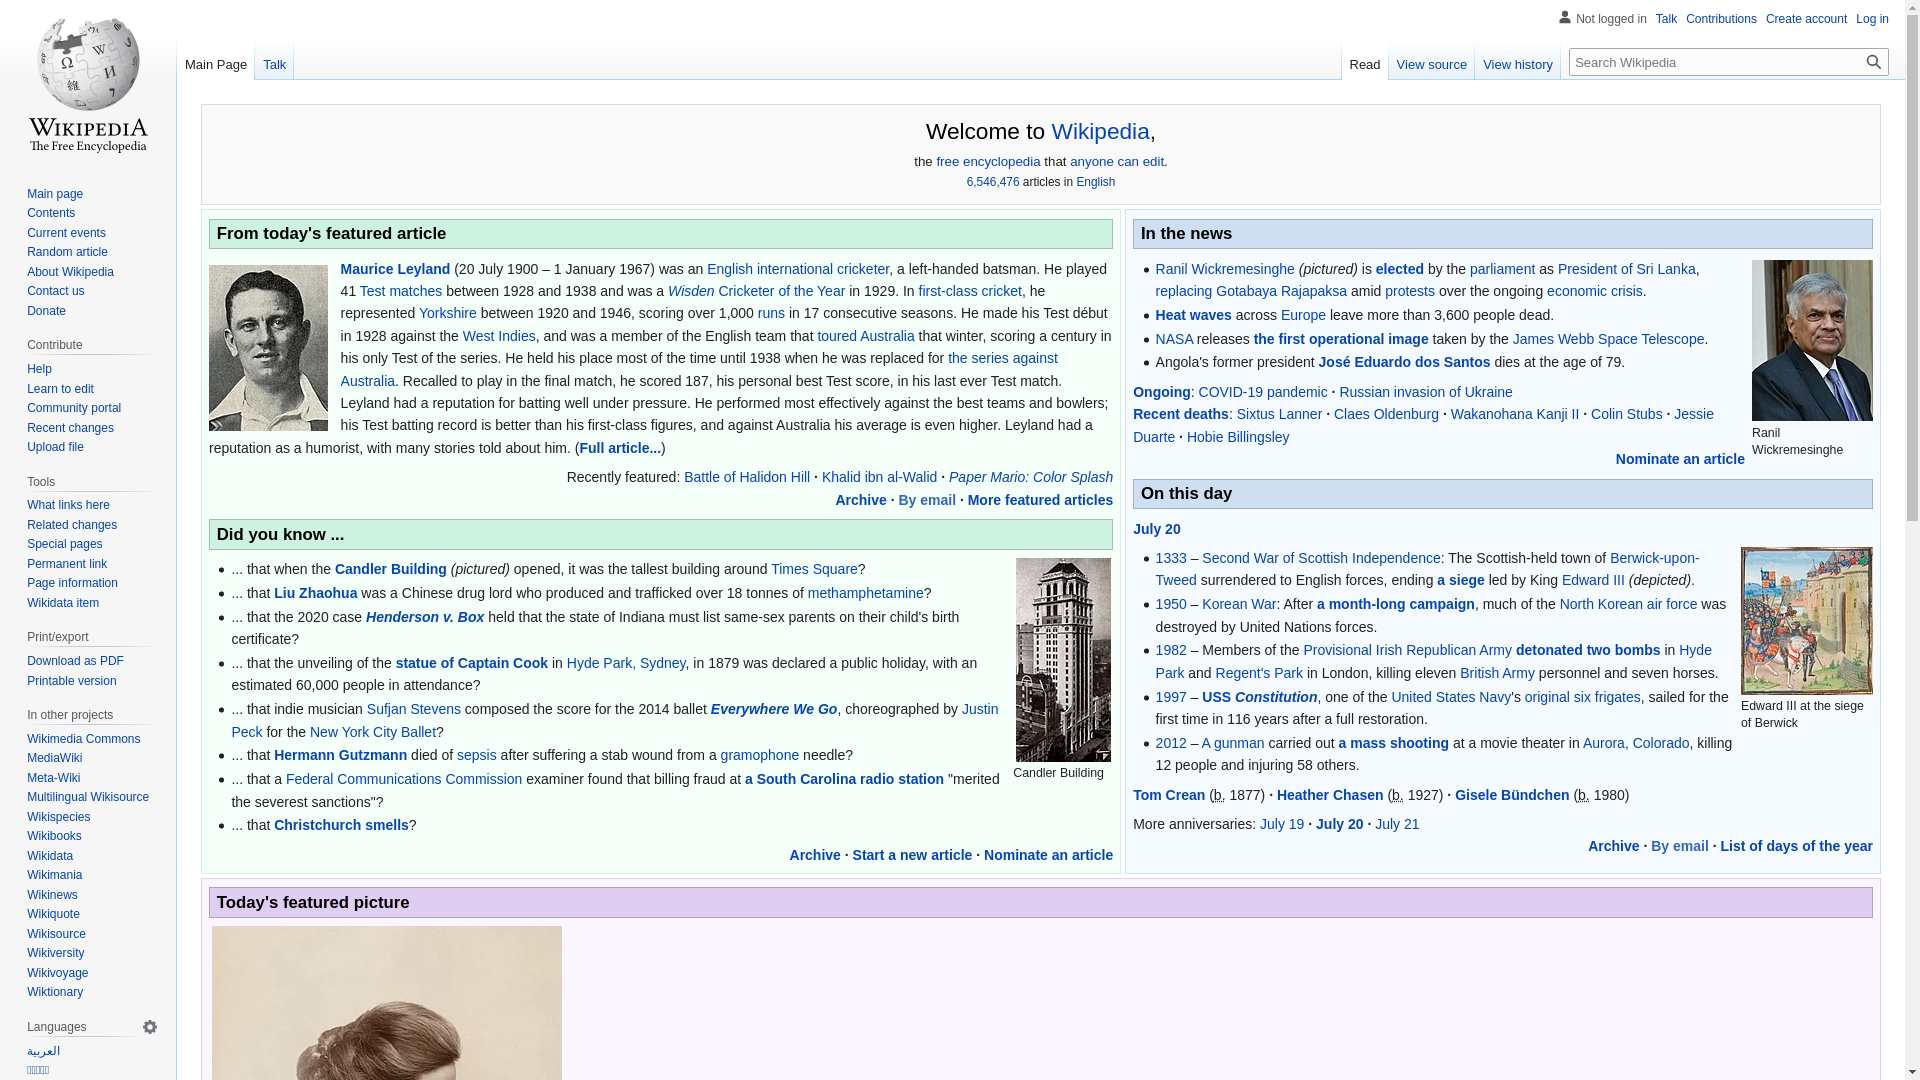 Not logged in Talk Contributions Create account Log in
Main Page Talk Read View source View history Search Wikipedia
WIKIPEDIA
The Free Encyclopedia
Main page
Contents
Current events
Random article
About Wikipedia
Contact us
Donate
Contribute
Help
Learn to edit
Community portal
Recent changes
Upload file
Tools
What links here
Related changes
Special pages
Permanent link
Page information
Wikidata item
Print/export
Download as PDF
Printable version
In other projects
Wikimedia Commons
MediaWiki
Meta-Wiki
Multilingual Wikisource
Wikispecies
Wikibooks
Wikidata
Wikimania
Wikinews
Wikiquote
Wikisource
Wikiversity
Wikivoyage
Wiktionary
Languages
العربية
Welcome to Wikipedia,
the free encyclopedia that anyone can edit.
6,546,476 articles in English
From today's featured article
Maurice Leyland (20 July 1900 – 1 January 1967) was an English international cricketer, a left-handed batsman. He played
41 Test matches between 1928 and 1938 and was a Wisden Cricketer of the Year in 1929. In first-class cricket, he
represented Yorkshire between 1920 and 1946, scoring over 1,000 runs in 17 consecutive seasons. He made his Test début
in 1928 against the West Indies, and was a member of the English team that toured Australia that winter, scoring a century in
his only Test of the series. He held his place most of the time until 1938 when he was replaced for the series against
Australia. Recalled to play in the final match, he scored 187, his personal best Test score, in his last ever Test match.
Leyland had a reputation for batting well under pressure. He performed most effectively against the best teams and bowlers;
his Test batting record is better than his first-class figures, and against Australia his average is even higher. Leyland had a
reputation as a humorist, with many stories told about him. (Full article...)
Recently featured: Battle of Halidon Hill · Khalid ibn al-Walid · Paper Mario: Color Splash
Archive · By email · More featured articles
Did you know ...
... that when the Candler Building (pictured) opened, it was the tallest building around Times Square?
... that Liu Zhaohua was a Chinese drug lord who produced and trafficked over 18 tonnes of methamphetamine?
... that the 2020 case Henderson v. Box held that the state of Indiana must list same-sex parents on their child's birth
certificate?
... that the unveiling of the statue of Captain Cook in Hyde Park, Sydney, in 1879 was declared a public holiday, with an
estimated 60,000 people in attendance?
... that indie musician Sufjan Stevens composed the score for the 2014 ballet Everywhere We Go, choreographed by Justin
Peck for the New York City Ballet?
... that Hermann Gutzmann died of sepsis after suffering a stab wound from a gramophone needle?
... that a Federal Communications Commission examiner found that billing fraud at a South Carolina radio station "merited
the severest sanctions"?
... that Christchurch smells?
Candler Building
Archive · Start a new article · Nominate an article
In the news
Ranil Wickremesinghe (pictured) is elected by the parliament as President of Sri Lanka,
replacing Gotabaya Rajapaksa amid protests over the ongoing economic crisis.
Heat waves across Europe leave more than 3,600 people dead.
NASA releases the first operational image taken by the James Webb Space Telescope.
Angola's former president José Eduardo dos Santos dies at the age of 79.
Ongoing: COVID-19 pandemic · Russian invasion of Ukraine
Recent deaths: Sixtus Lanner · Claes Oldenburg · Wakanohana Kanji II · Colin Stubs · Jessie
Duarte · Hobie Billingsley
Ranil
Wickremesinghe
Nominate an article
On this day
July 20
1333 – Second War of Scottish Independence: The Scottish-held town of Berwick-upon-
Tweed surrendered to English forces, ending a siege led by King Edward III (depicted).
1950 – Korean War: After a month-long campaign, much of the North Korean air force was
destroyed by United Nations forces.
1982 – Members of the Provisional Irish Republican Army detonated two bombs in Hyde
Park and Regent's Park in London, killing eleven British Army personnel and seven horses.
1997 – USS Constitution, one of the United States Navy's original six frigates, sailed for the
first time in 116 years after a full restoration.
2012 – A gunman carried out a mass shooting at a movie theater in Aurora, Colorado, killing
12 people and injuring 58 others.
Edward III at the siege
of Berwick
Tom Crean (b. 1877) · Heather Chasen (b. 1927) · Gisele Bündchen (b. 1980)
More anniversaries: July 19 · July 20 · July 21
Archive · By email · List of days of the year
Today's featured picture